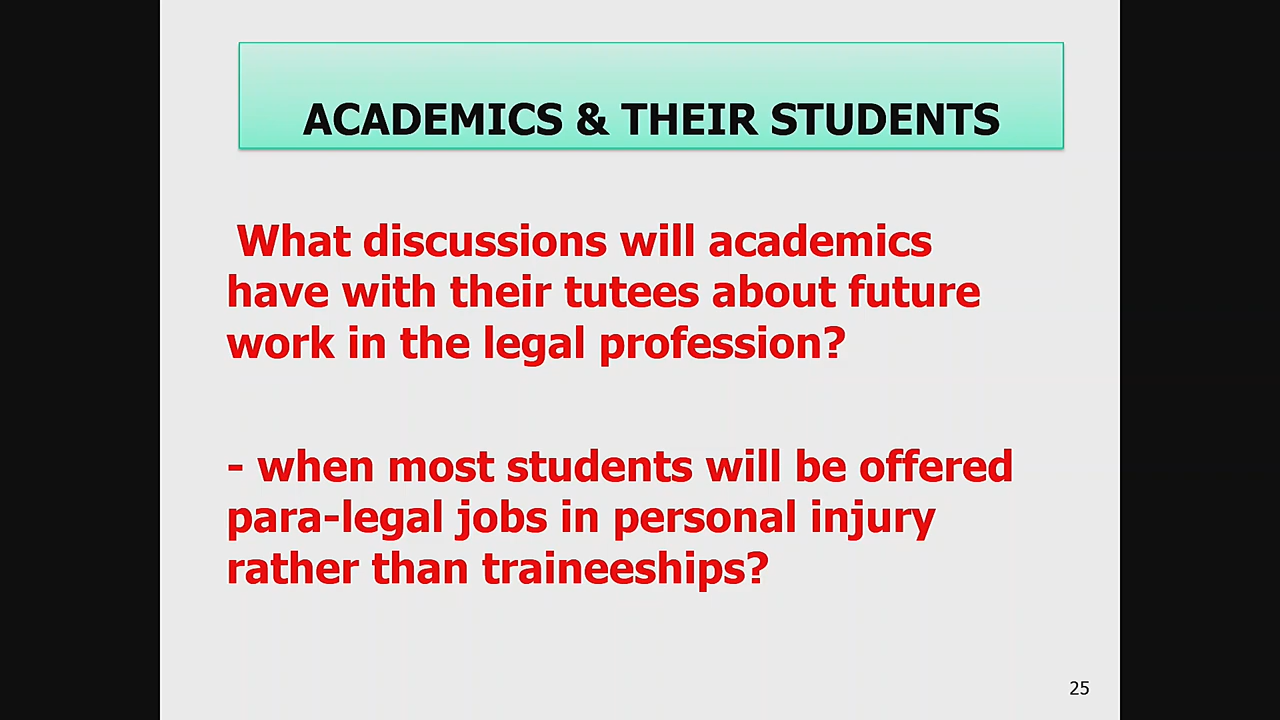 ACADEMICS & THEIR STUDENTS
What discussions will academics
have with their tutees about future
work in the legal profession?
- when most students will be offered
para-legal jobs in personal injury
rather than traineeships?
25